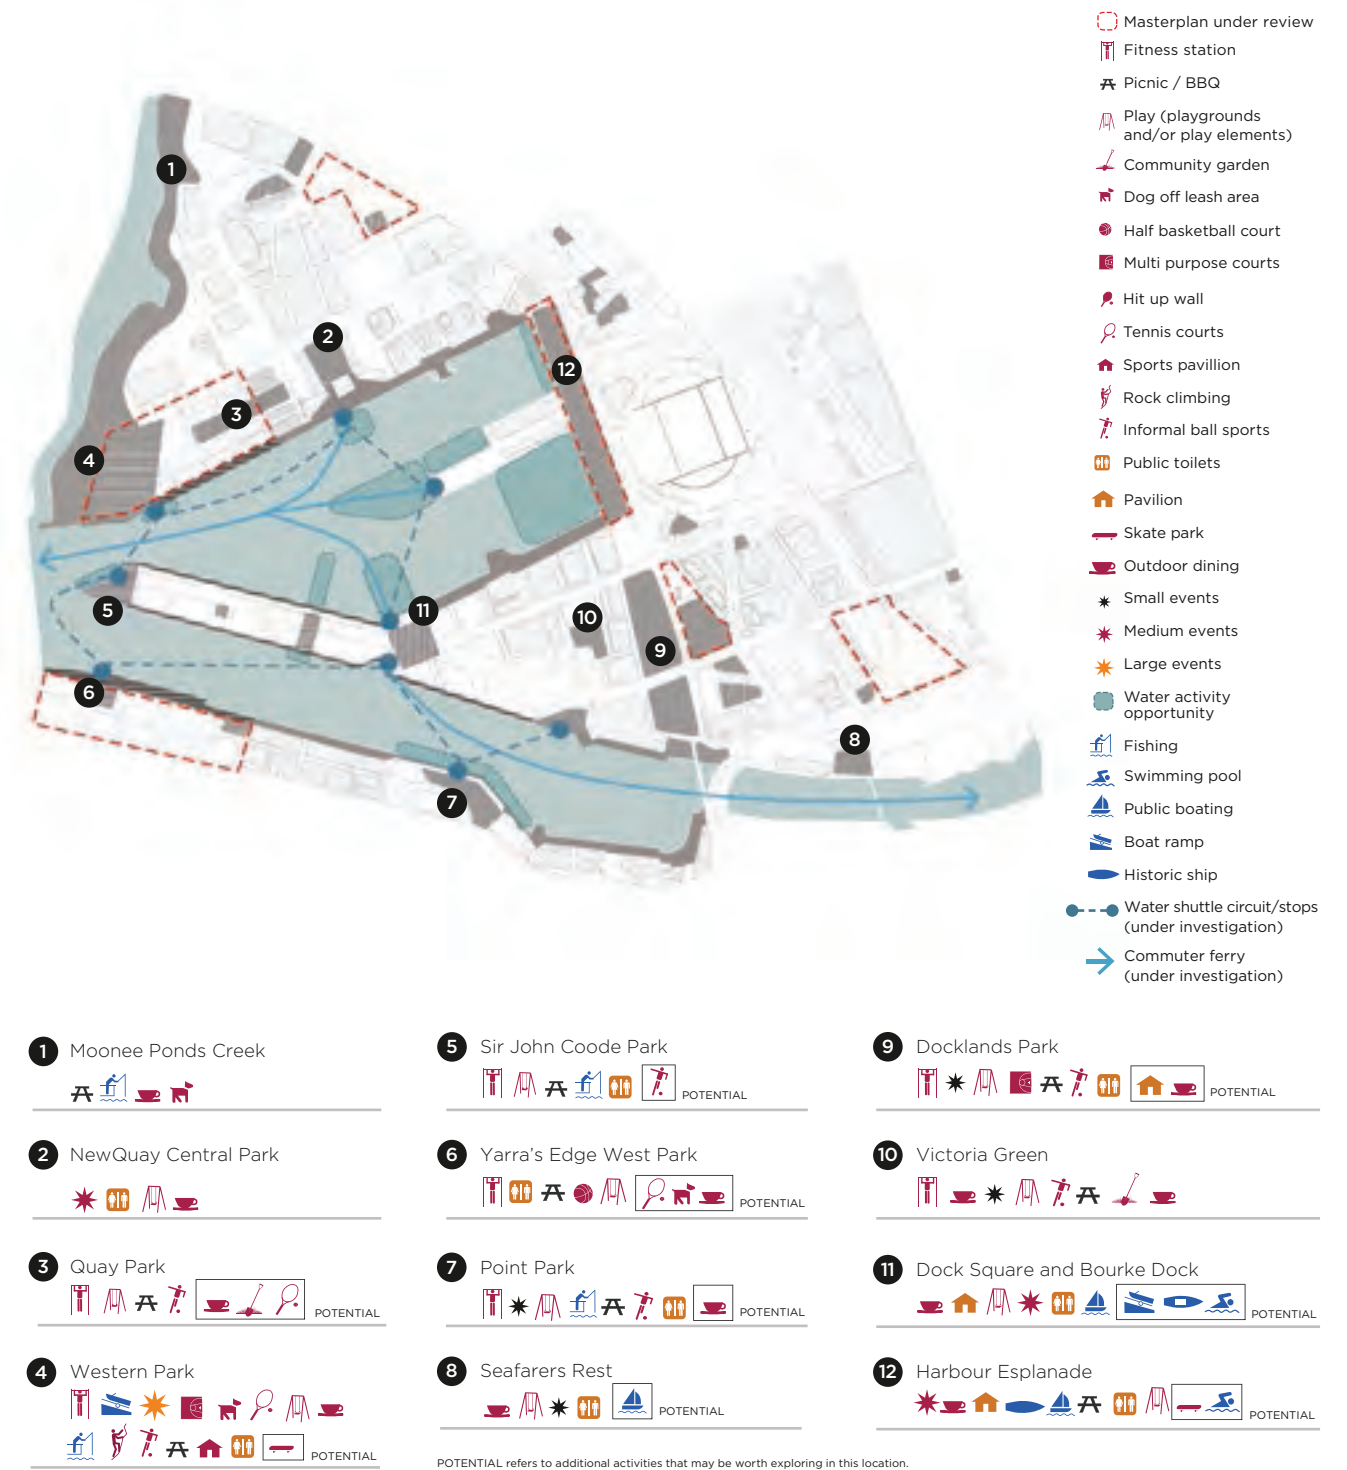 Masterplan under review
Fitness station
Picnic / BBQ
Play (playgrounds
and/or play elements)
Community garden
Dog off leash area
Half basketball court
Multi purpose courts
Hit up wall
Tennis courts
Sports pavillion
Rock climbing
Informal ball sports
Public toilets
Pavilion
Skate park
Outdoor dining
Small events
Medium events
Large events
Water activity
opportunity
Fishing
Swimming pool
Public boating
Boat ramp
Historic ship
Water shuttle circuit/stops
(under investigation)
Commuter ferry
(under investigation)
1
2
12
3
4
5
11
10
9
6
8
7
1 Moonee Ponds Creek
2 NewQuay Central Park
3 Quay Park
POTENTIAL
4 Western Park
POTENTIAL
5 Sir John Coode Park
POTENTIAL
6 Yarra's Edge West Park
POTENTIAL
7 Point Park
POTENTIAL
8 Seafarers Rest
POTENTIAL
9 Docklands Park
POTENTIAL
10 Victoria Green
11 Dock Square and Bourke Dock
POTENTIAL
12 Harbour Esplanade
POTENTIAL
POTENTIAL refers to additional activities that may be worth exploring in this location.